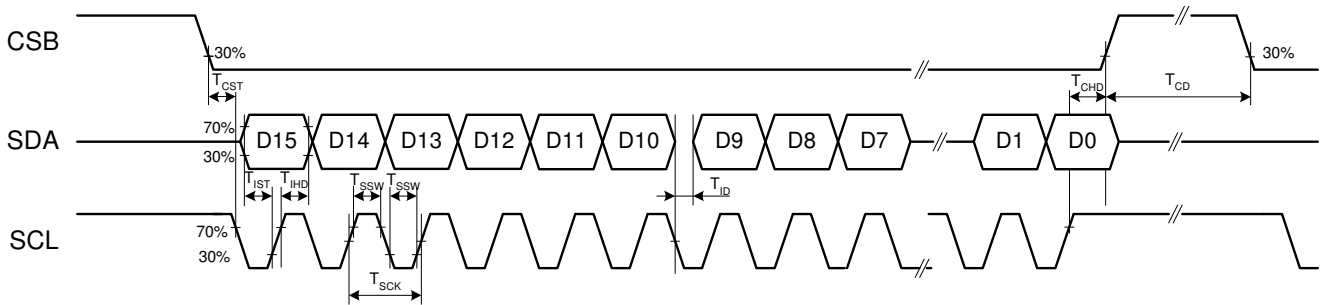 CSB
30%
30%
T_CST
T_CHD
T_CD
SDA
70%
30%
D15 D14 D13 D12 D11 D10 D9 D8 D7 D1 D0
T_IST T_IHD T_SSW T_SSW T_ID
SCL
70%
30%
T_SCK